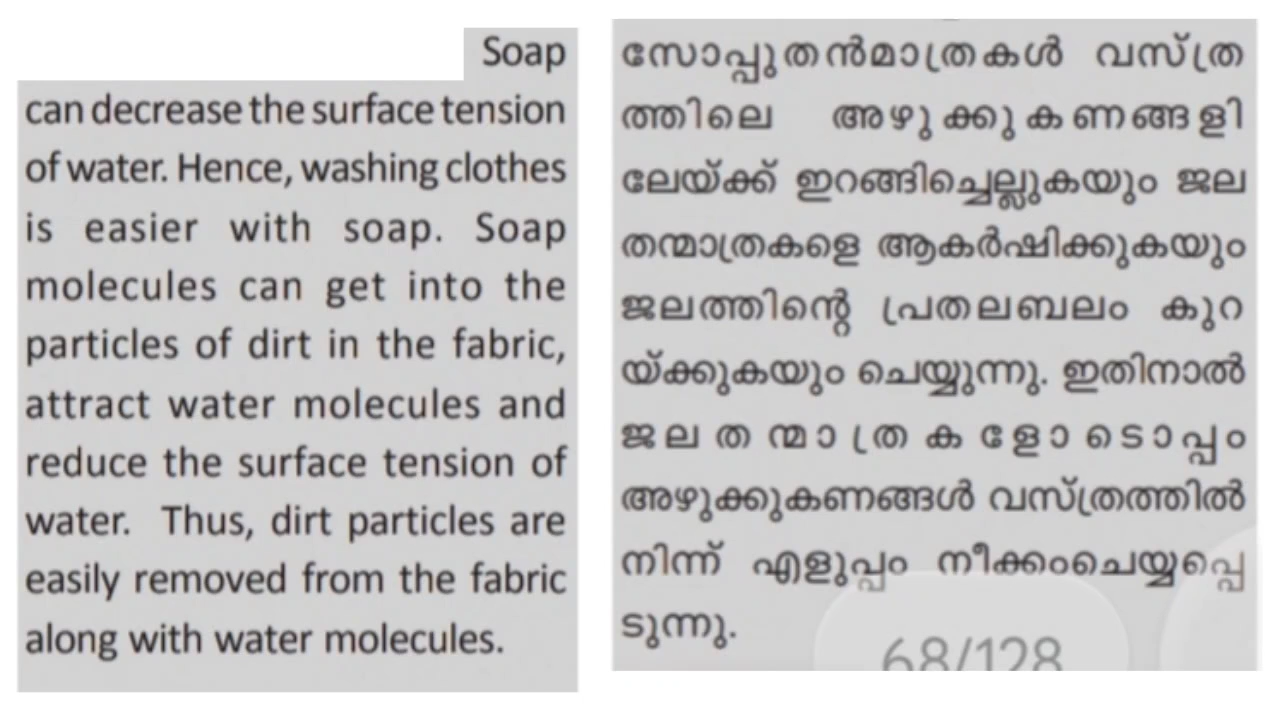 Soap
can decrease the surface tension
of water. Hence, washing clothes
is easier with soap. Soap
molecules can get into the
particles of dirt in the fabric,
attract water molecules and
reduce the surface tension of
water. Thus, dirt particles are
easily removed from the fabric
along with water molecules.
സോപ്പുതൻമാത്രകൾ വസ്ത്ര
ത്തിലെ അഴുക്കുകണങ്ങളി
ലേയ്ക്ക് ഇറങ്ങിച്ചെല്ലുകയും ജല
തന്മാത്രകളെ ആകർഷിക്കുകയും
ജലത്തിന്റെ പ്രതലബലം കുറ
യ്ക്കുകയും ചെയ്യുന്നു. ഇതിനാൽ
ജലതന്മാത്രകളോടൊപ്പം
അഴുക്കുകണങ്ങൾ വസ്ത്രത്തിൽ
നിന്ന് എളുപ്പം നീക്കംചെയ്യപ്പെ
ടുന്നു.
68/128